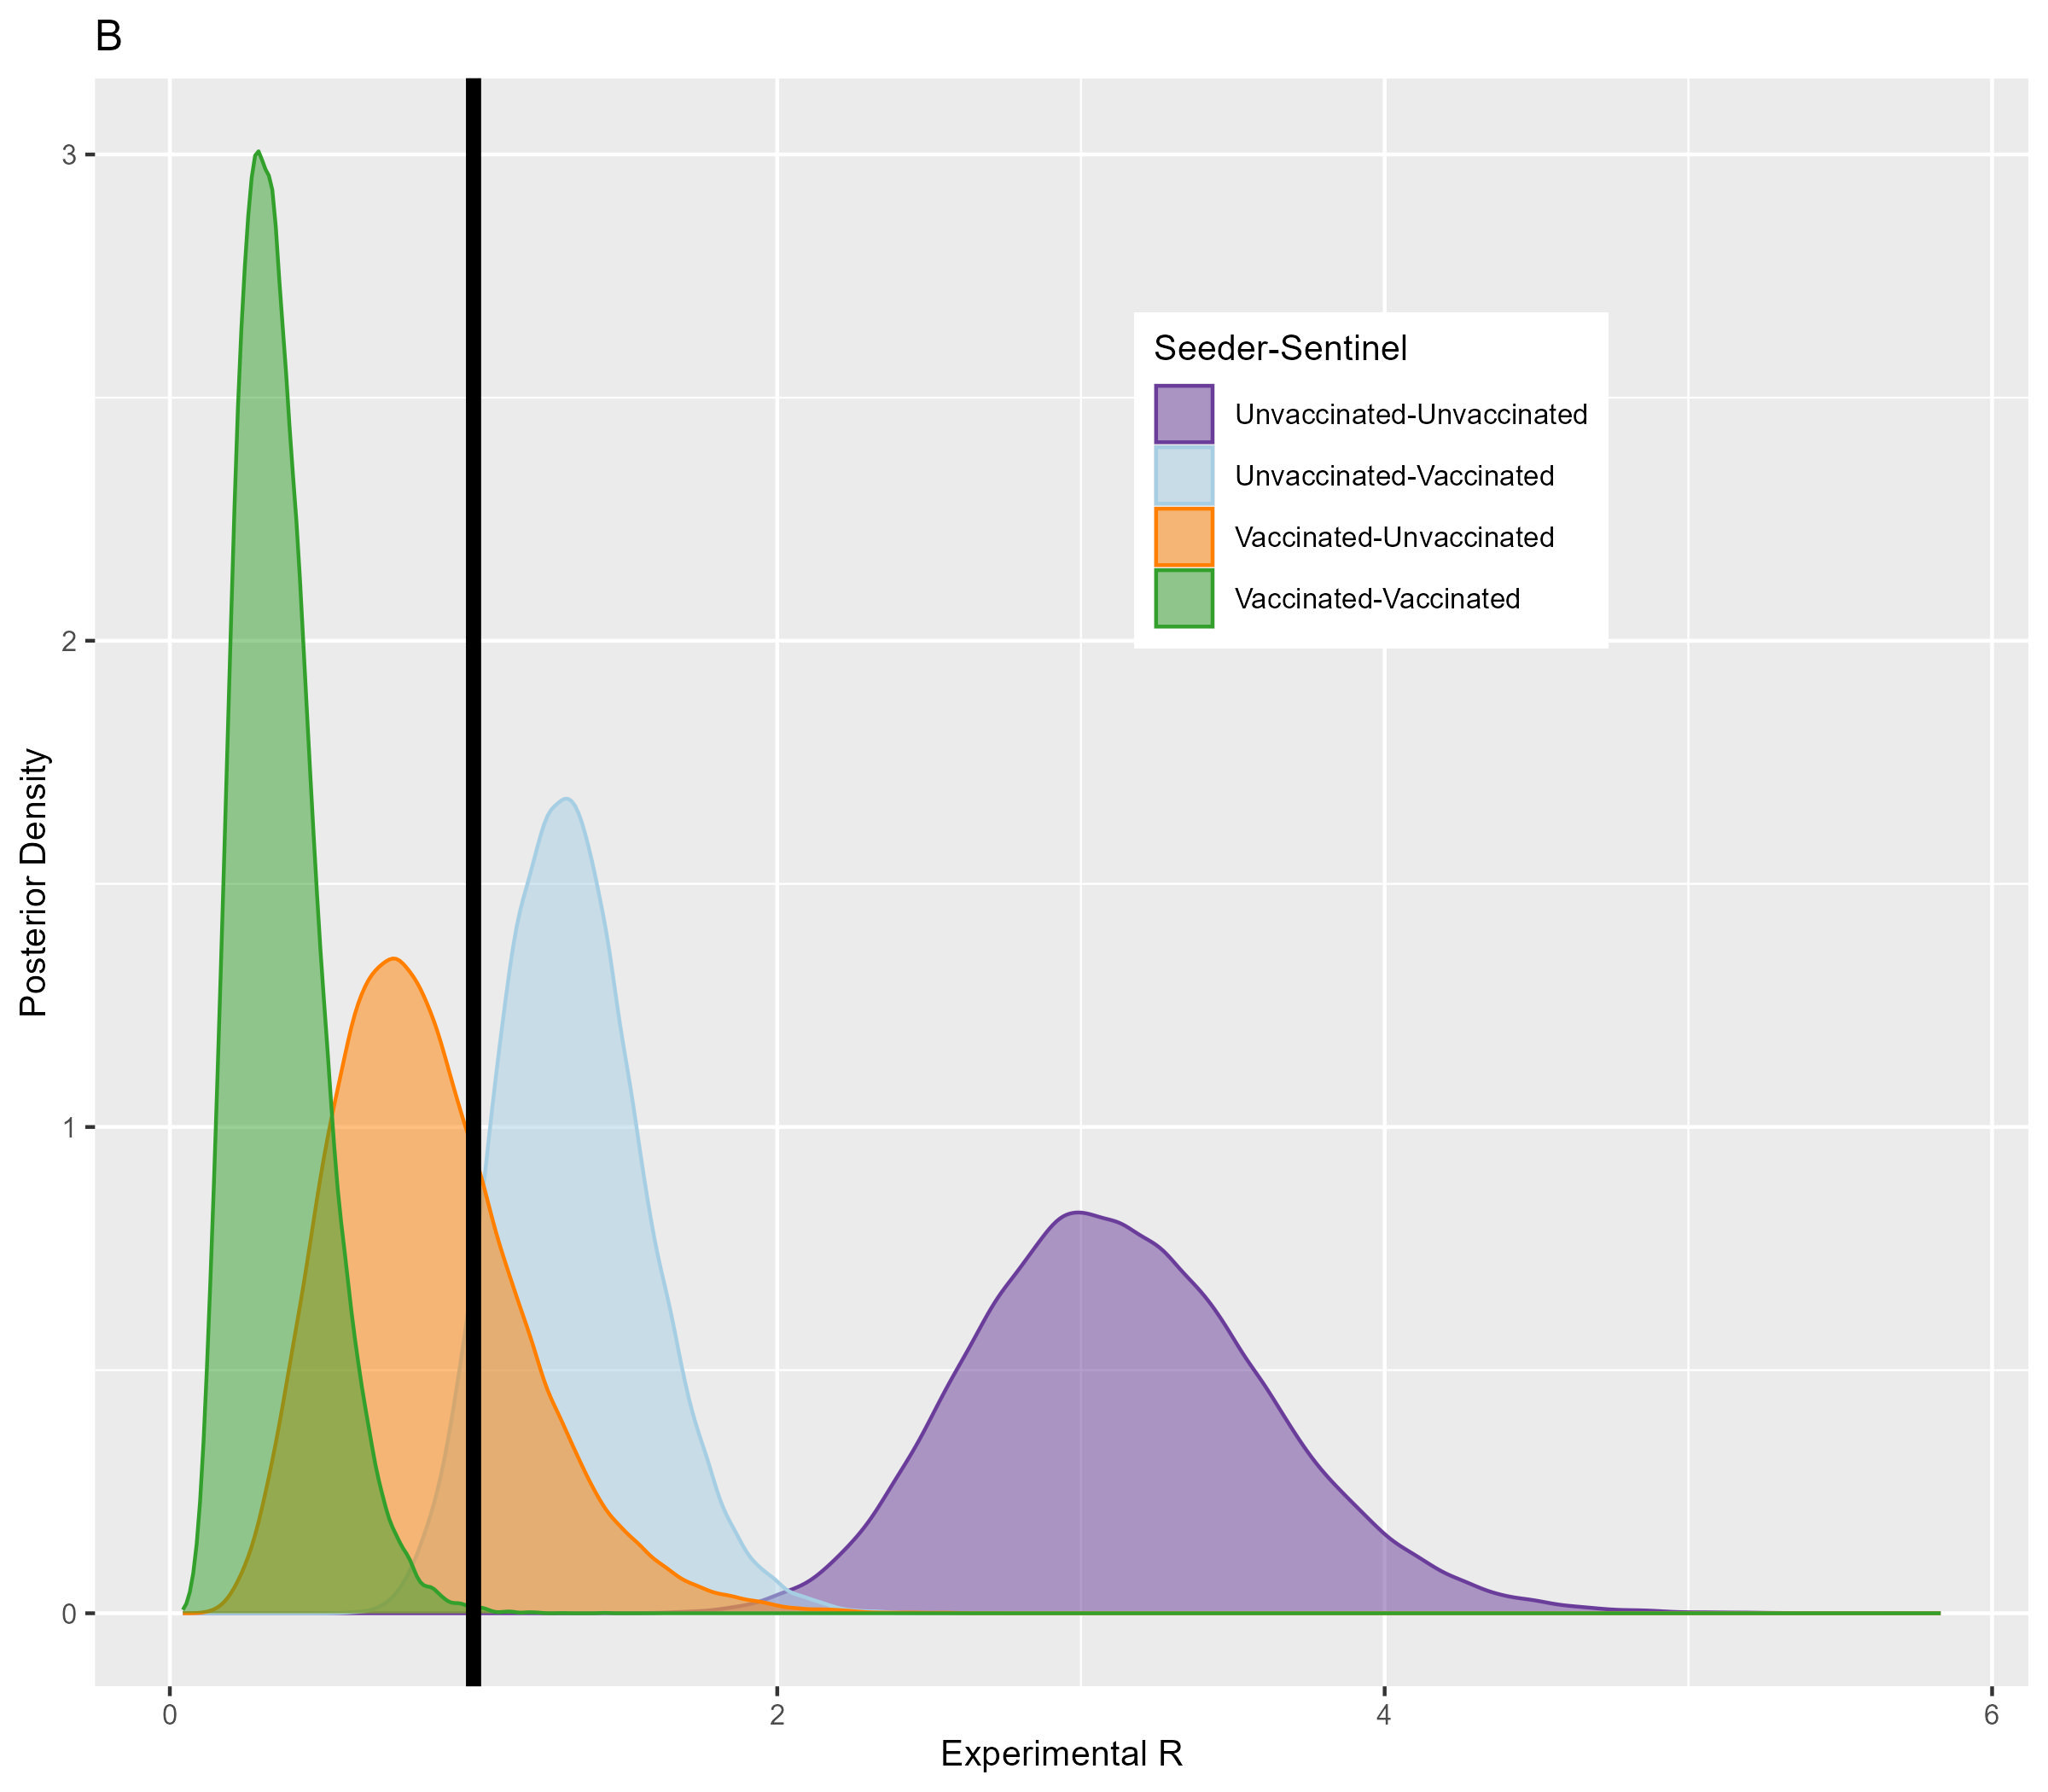 B
3
2
1
0
Posterior Density
Seeder-Sentinel
Unvaccinated-Unvaccinated
Unvaccinated-Vaccinated
Vaccinated-Unvaccinated
Vaccinated-Vaccinated
0 2 4 6
Experimental R